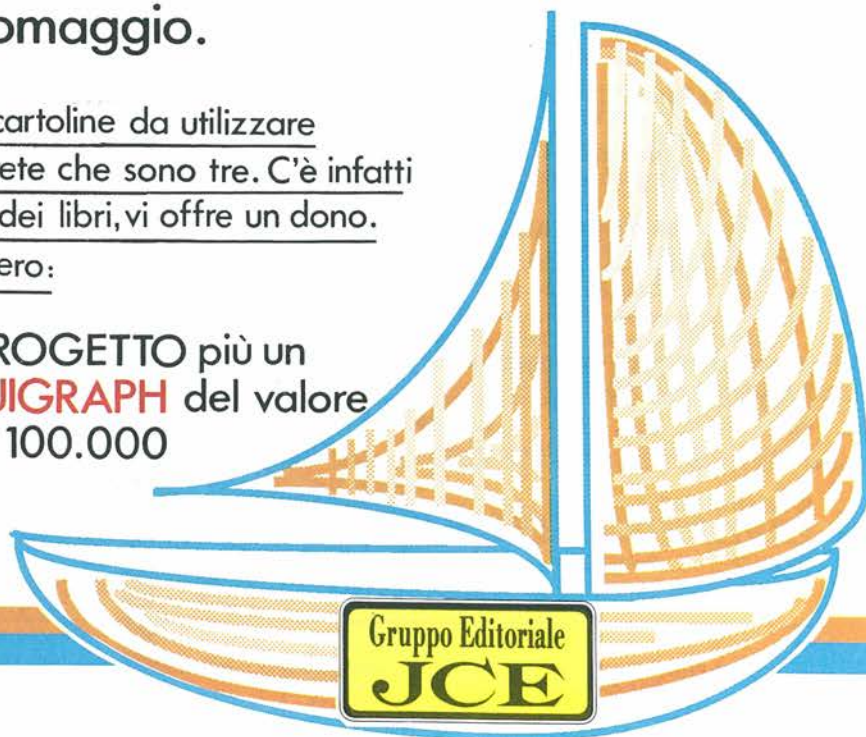 omaggio.
cartoline da utilizzare
ete che sono tre. C'è infatti
dei libri, vi offre un dono.
ero:
ROGETTO più un
UIGRAPH del valore
100.000
Gruppo Editoriale
JCE